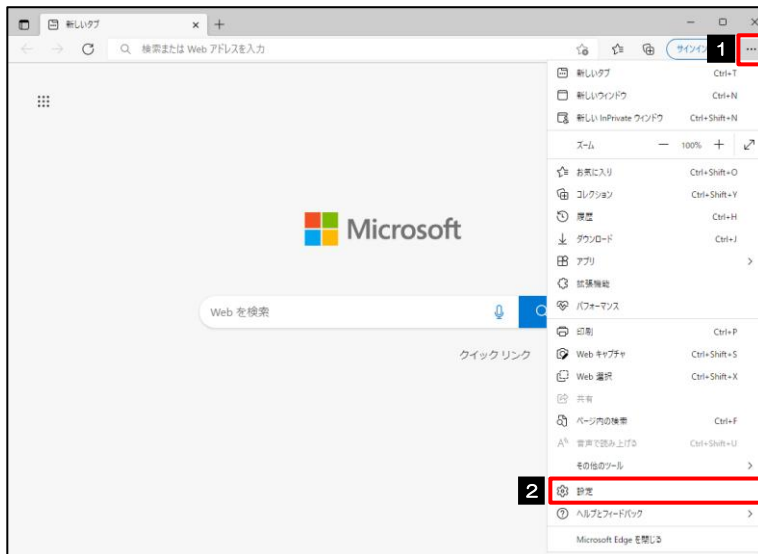 新しいタブ
検索または Web アドレスを入力
サインイン
1
新しいタブ Ctrl+T
新しいウィンドウ Ctrl+N
新しい InPrivate ウィンドウ Ctrl+Shift+N
ズーム 100%
お気に入り Ctrl+Shift+O
コレクション Ctrl+Shift+Y
履歴 Ctrl+H
ダウンロード Ctrl+J
アプリ
拡張機能
パフォーマンス
印刷 Ctrl+P
Web キャプチャ Ctrl+Shift+S
Web 選択 Ctrl+Shift+X
共有
ページ内の検索 Ctrl+F
音声で読み上げる Ctrl+Shift+U
その他のツール
2
設定
ヘルプとフィードバック
Microsoft Edge を閉じる
Microsoft
Web を検索
クイック リンク